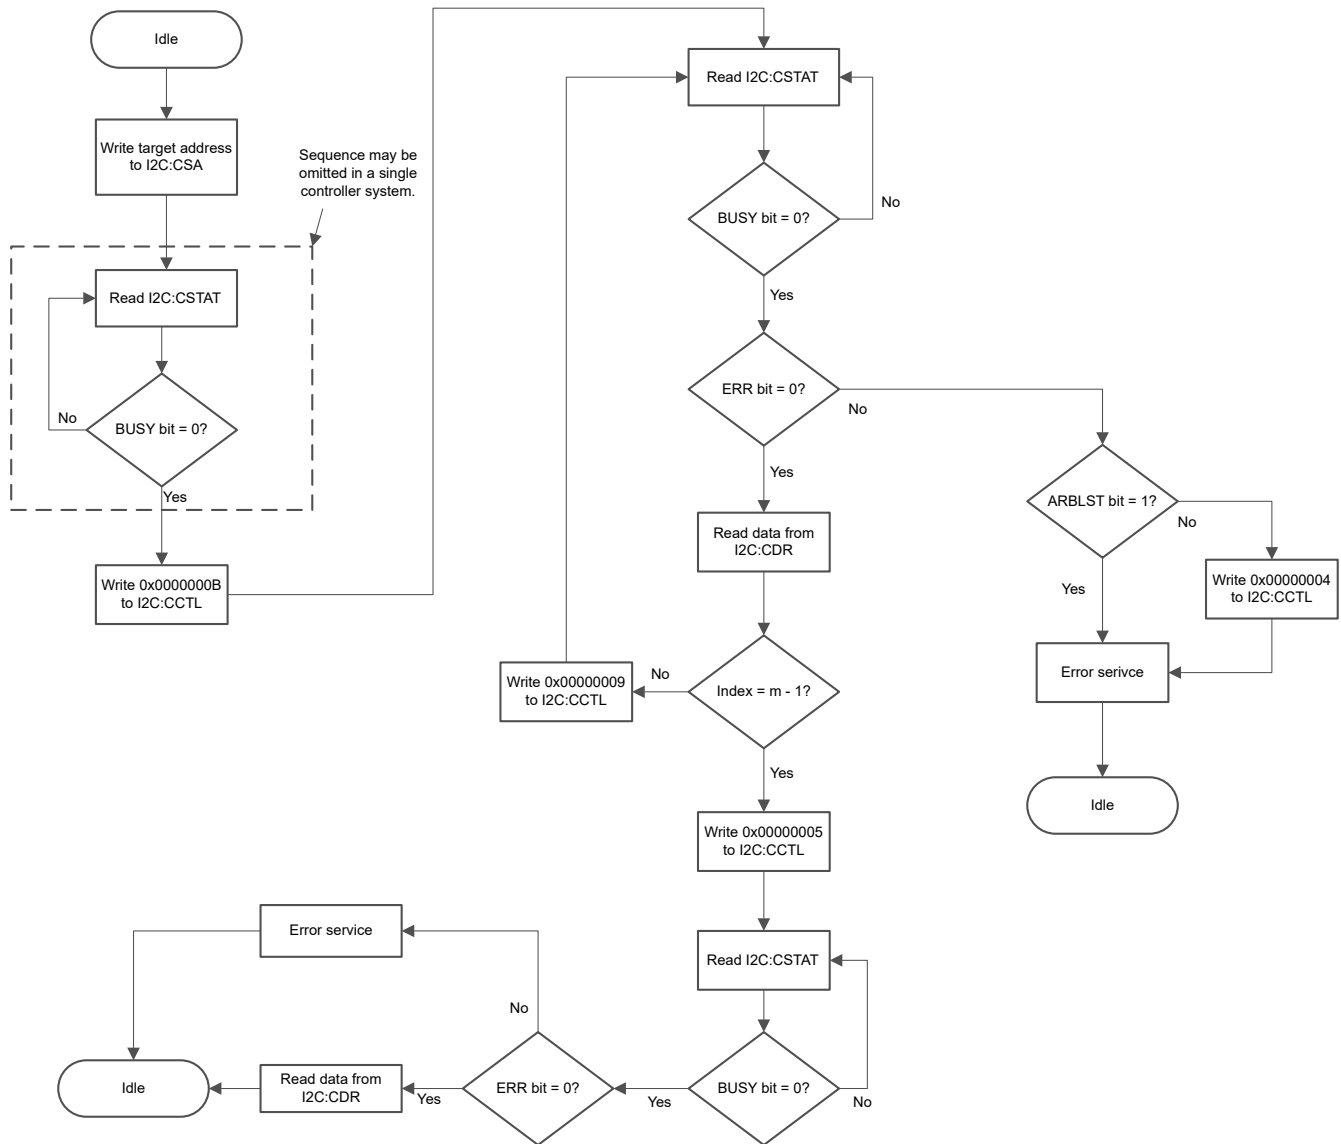 Idle
Write target address
to I2C:CSA
Sequence may be
omitted in a single
controller system.
Read I2C:CSTAT
BUSY bit = 0?
No
Yes
Write 0x0000000B
to I2C:CCTL
Read I2C:CSTAT
BUSY bit = 0?
No
Yes
ERR bit = 0?
No
Yes
Read data from
I2C:CDR
Index = m - 1?
No
Write 0x00000009
to I2C:CCTL
Yes
ARBLST bit = 1?
No
Write 0x00000004
to I2C:CCTL
Yes
Error serivce
Idle
Write 0x00000005
to I2C:CCTL
Read I2C:CSTAT
BUSY bit = 0?
No
Yes
ERR bit = 0?
No
Error service
Yes
Read data from
I2C:CDR
Idle